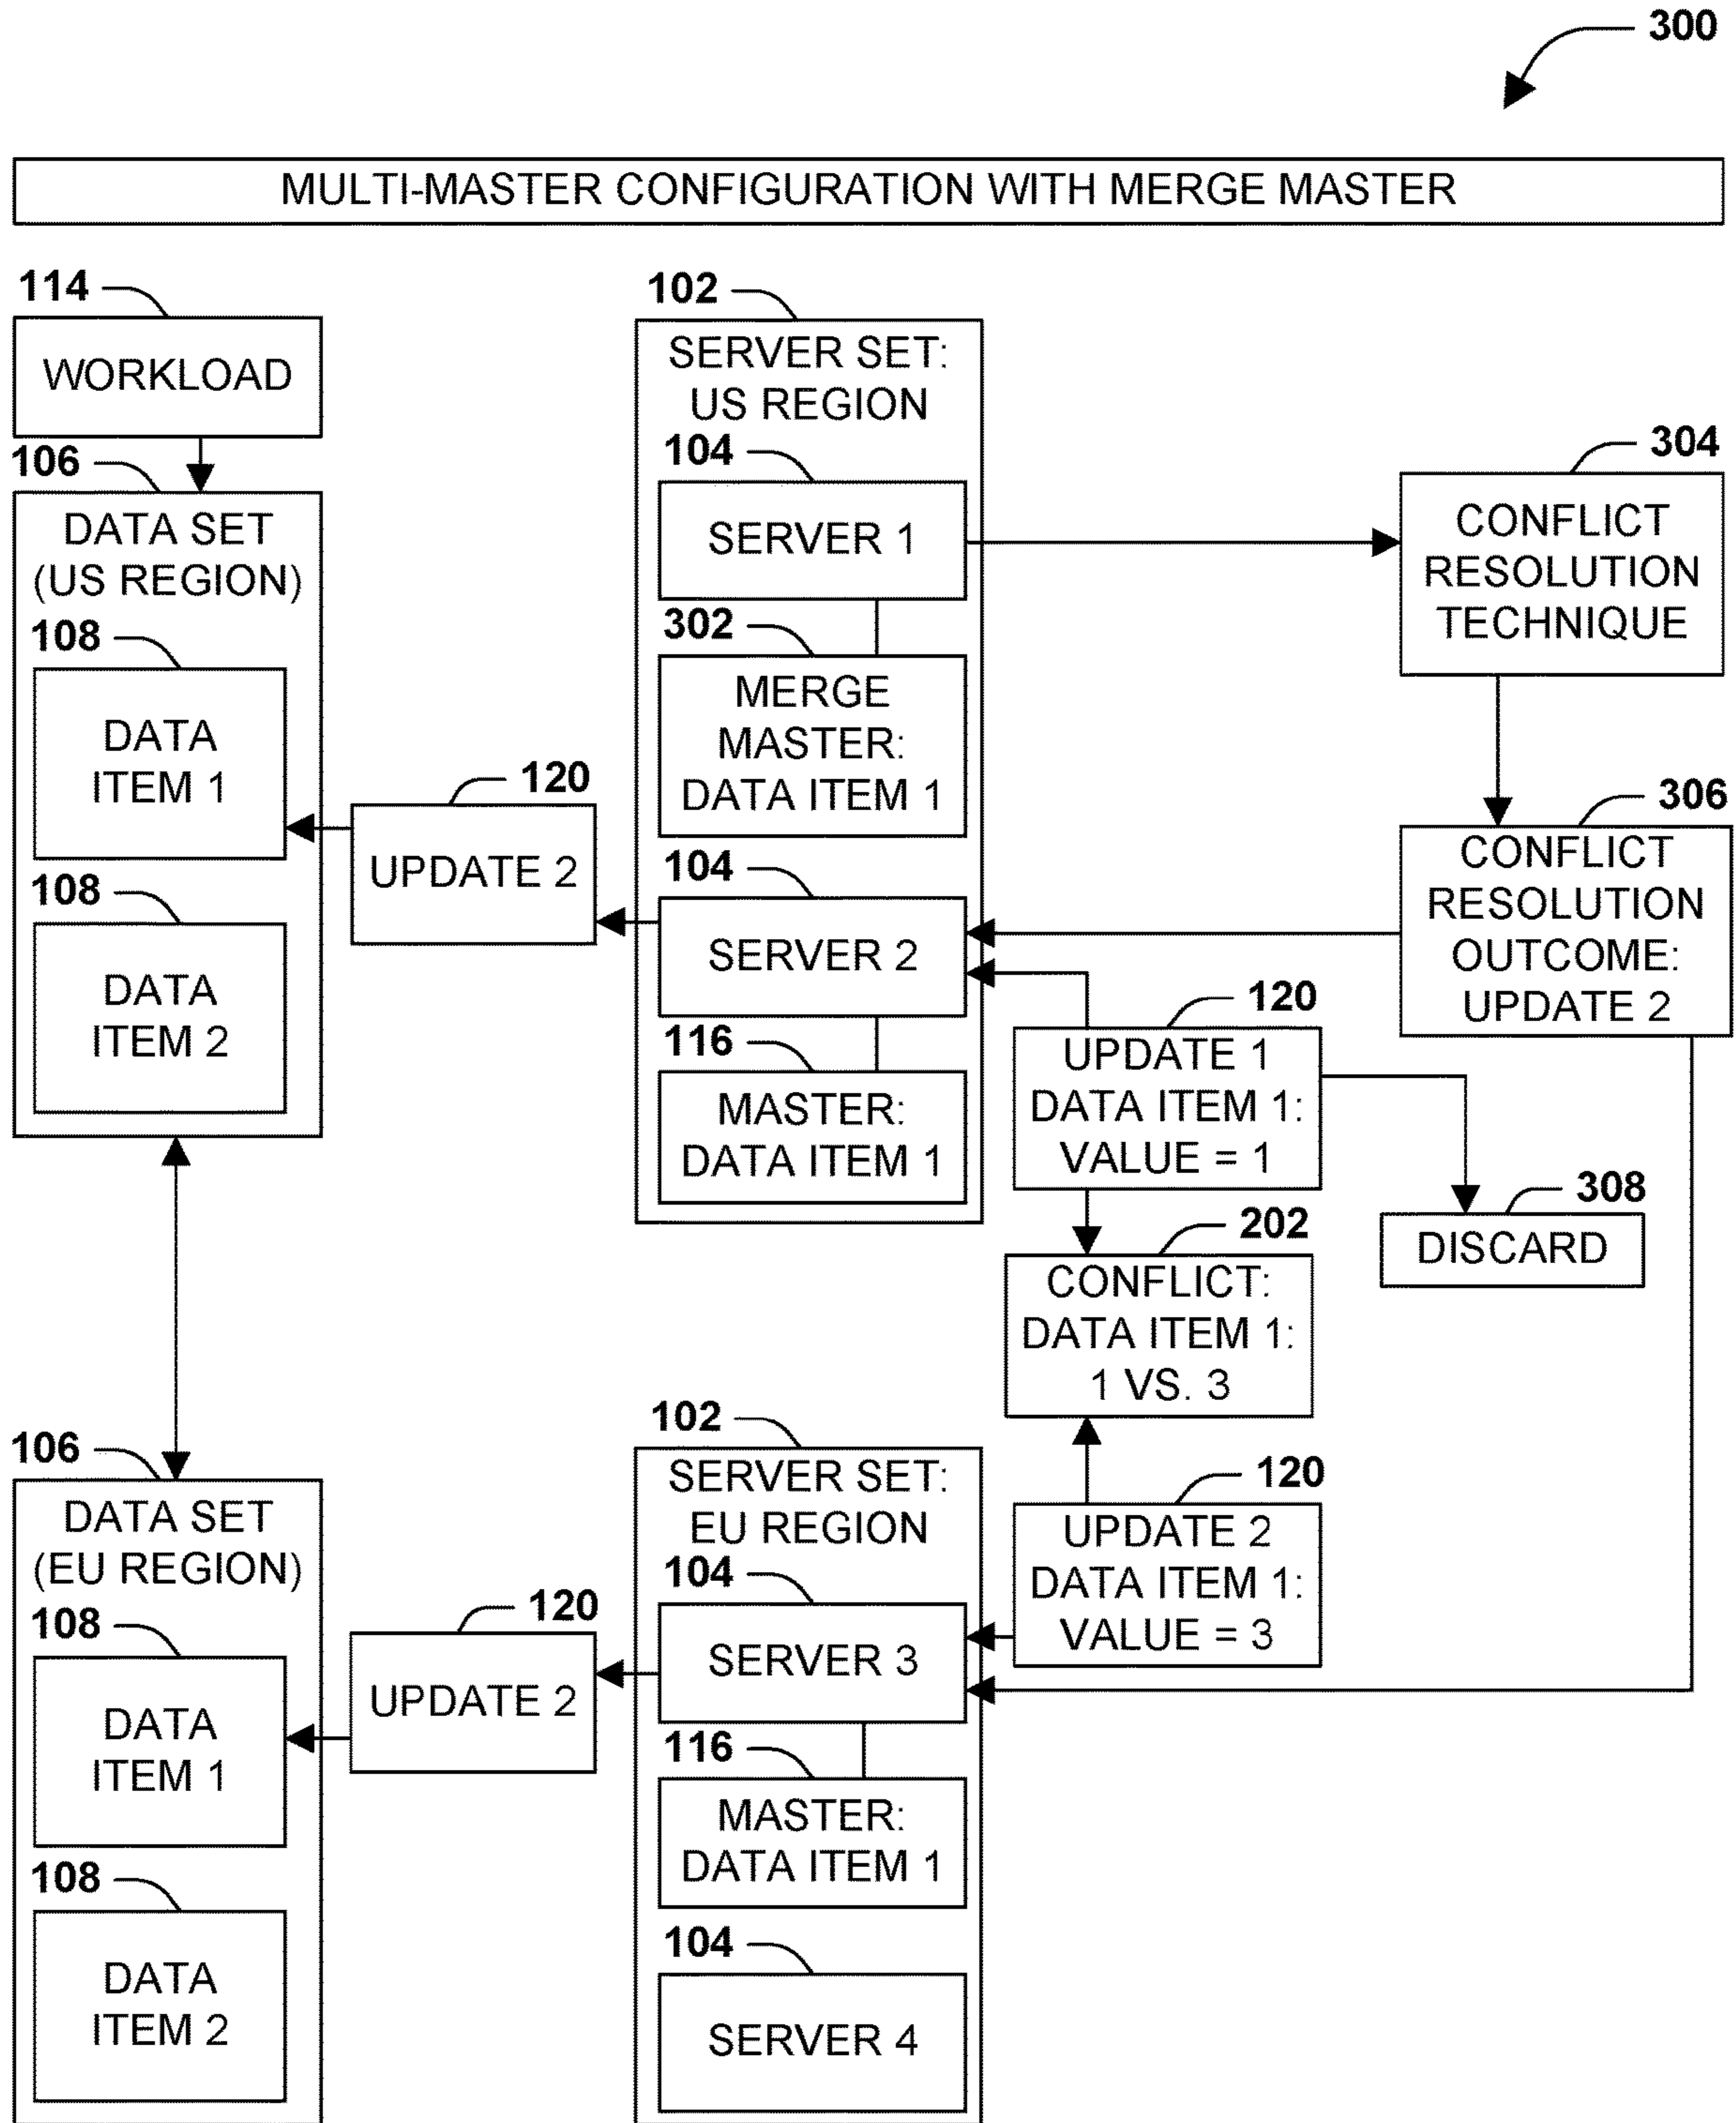 300
MULTI-MASTER CONFIGURATION WITH MERGE MASTER
114
WORKLOAD
106
DATA SET
(US REGION)
108
DATA
ITEM 1
108
DATA
ITEM 2
120
UPDATE 2
102
SERVER SET:
US REGION
104
SERVER 1
302
MERGE
MASTER:
DATA ITEM 1
104
SERVER 2
116
MASTER:
DATA ITEM 1
304
CONFLICT
RESOLUTION
TECHNIQUE
306
CONFLICT
RESOLUTION
OUTCOME:
UPDATE 2
120
UPDATE 1
DATA ITEM 1:
VALUE = 1
308
DISCARD
202
CONFLICT:
DATA ITEM 1:
1 VS. 3
106
DATA SET
(EU REGION)
108
DATA
ITEM 1
108
DATA
ITEM 2
120
UPDATE 2
102
SERVER SET:
EU REGION
104
SERVER 3
116
MASTER:
DATA ITEM 1
104
SERVER 4
120
UPDATE 2
DATA ITEM 1:
VALUE = 3